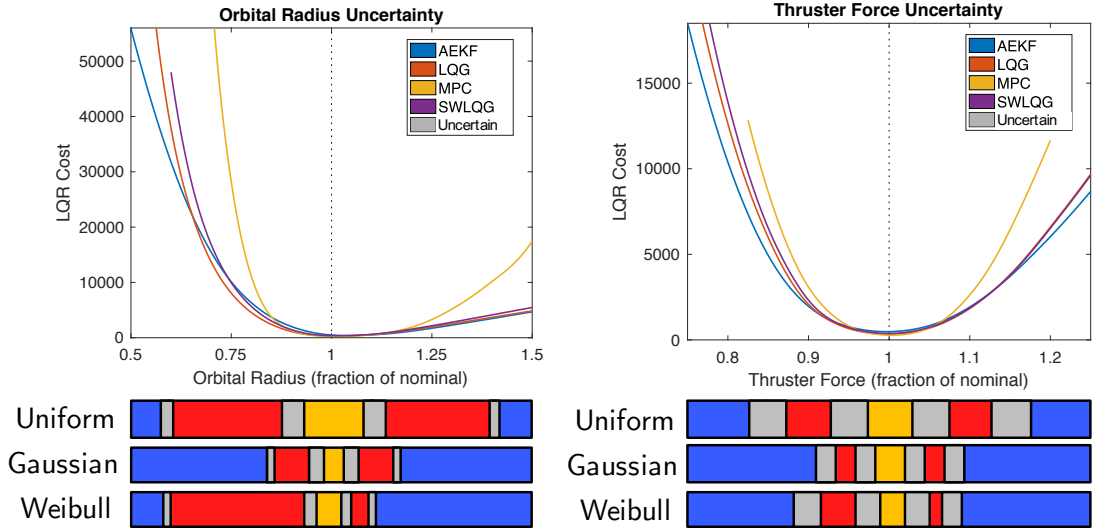 Orbital Radius Uncertainty
LQR Cost
50000
40000
30000
20000
10000
0
AEKF
LQG
MPC
SWLQG
Uncertain
0.5
0.75
1
1.25
1.5
Orbital Radius (fraction of nominal)
Uniform
Gaussian
Weibull
Thruster Force Uncertainty
LQR Cost
15000
10000
5000
0
AEKF
LQG
MPC
SWLQG
Uncertain
0.8
0.9
1
1.1
1.2
Thruster Force (fraction of nominal)
Uniform
Gaussian
Weibull